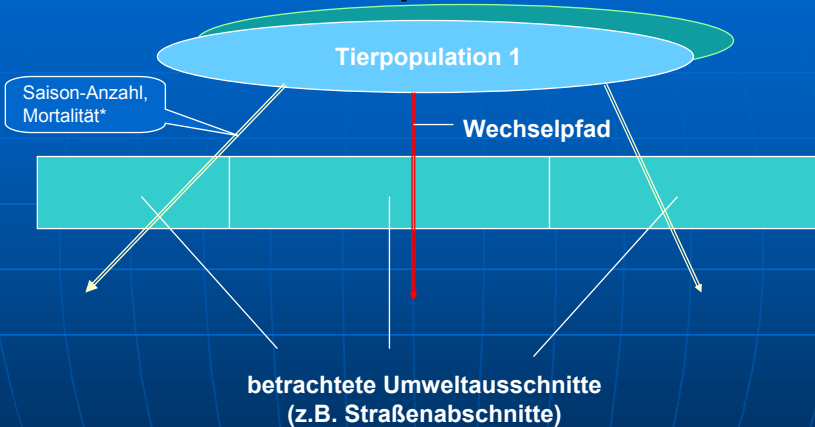 Tierpopulation 1
Saison-Anzahl,
Mortalität*
Wechselpfad
betrachtete Umweltausschnitte
(z.B. Straßenabschnitte)